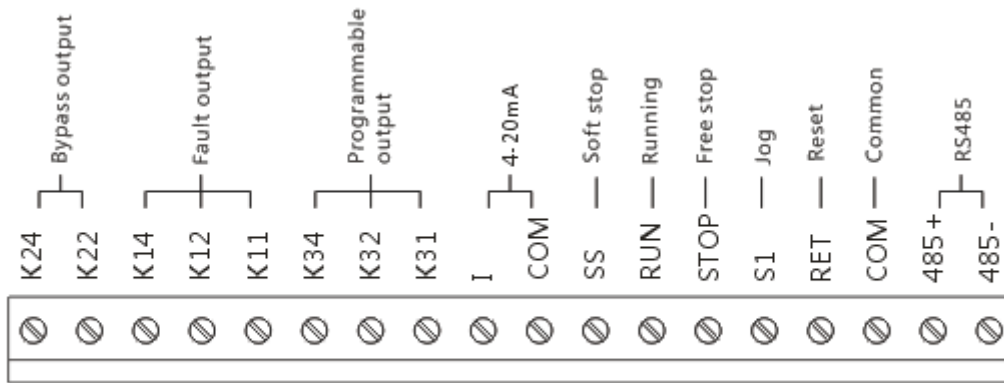 Bypass output
Fault output
Programmable
output
4-20mA
Soft stop
Running
Free stop
Jog
Reset
Common
RS485
K24
K22
K14
K12
K11
K34
K32
K31
I
COM
SS
RUN
STOP
S1
RET
COM
485+
485-